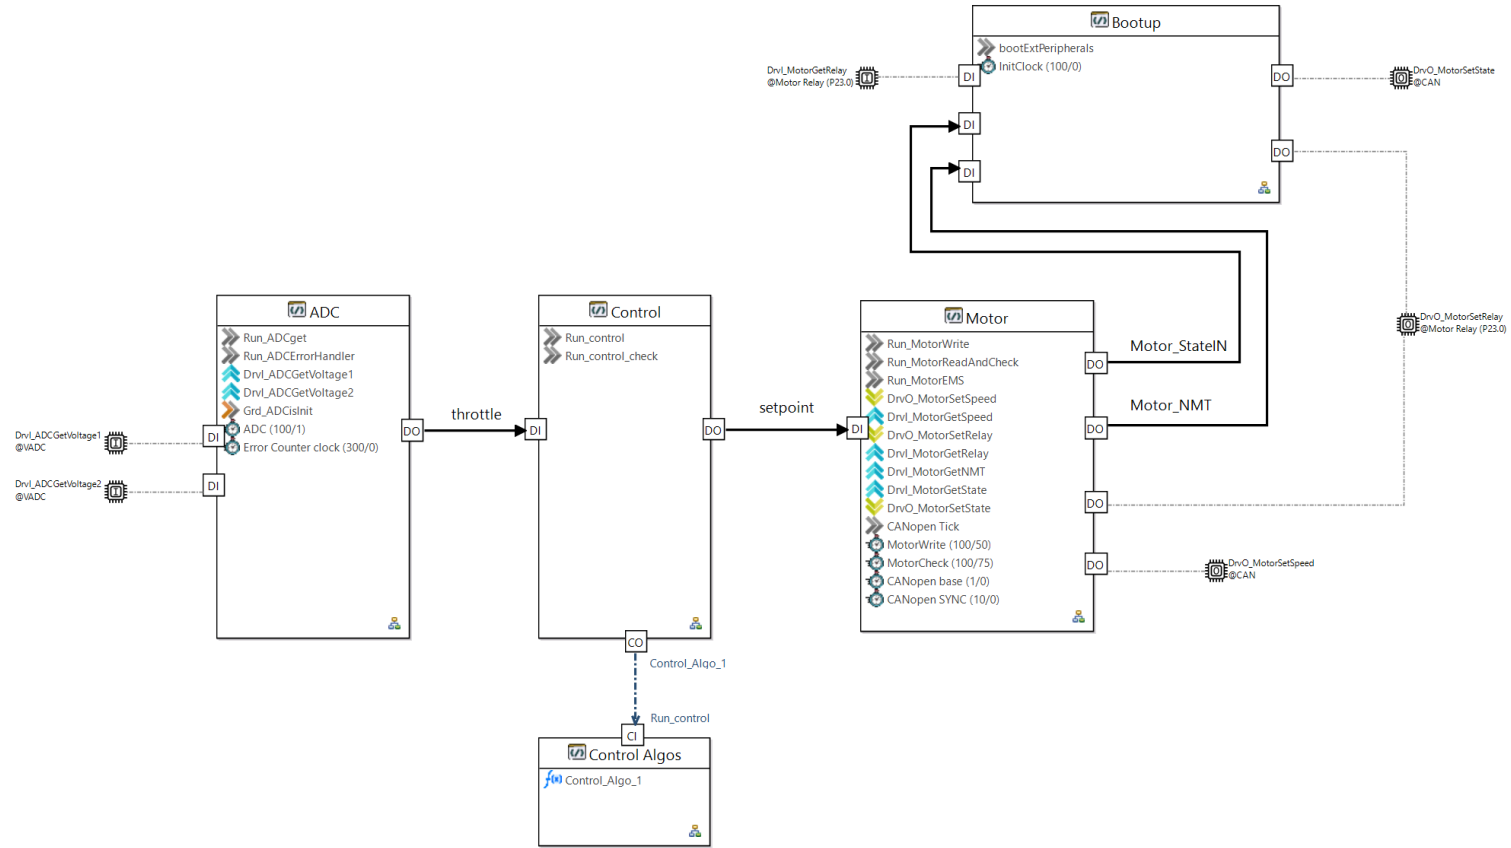 Bootup
bootExtPeripherals
InitClock (100/0)
DrvI_MotorGetRelay
@Motor Relay (P23.0)
DI
DI
DI
DO
DO
DrvO_MotorSetState
@CAN
DrvO_MotorSetRelay
@Motor Relay (P23.0)
ADC
Run_ADCget
Run_ADCErrorHandler
DrvI_ADCGetVoltage1
DrvI_ADCGetVoltage2
Grd_ADCisInit
ADC (100/1)
Error Counter clock (300/0)
DrvI_ADCGetVoltage1
@VADC
DrvI_ADCGetVoltage2
@VADC
DI
DI
DO
throttle
Control
Run_control
Run_control_check
DI
DO
CO
setpoint
Motor
Run_MotorWrite
Run_MotorReadAndCheck
Run_MotorEMS
DrvO_MotorSetSpeed
DrvI_MotorGetSpeed
DrvO_MotorSetRelay
DrvI_MotorGetRelay
DrvI_MotorGetNMT
DrvI_MotorGetState
DrvO_MotorSetState
CANopen Tick
MotorWrite (100/50)
MotorCheck (100/75)
CANopen base (1/0)
CANopen SYNC (10/0)
DI
DO
DO
DO
DO
Motor_StateIN
Motor_NMT
DrvO_MotorSetSpeed
@CAN
Control_Algo_1
Run_control
CI
Control Algos
Control_Algo_1